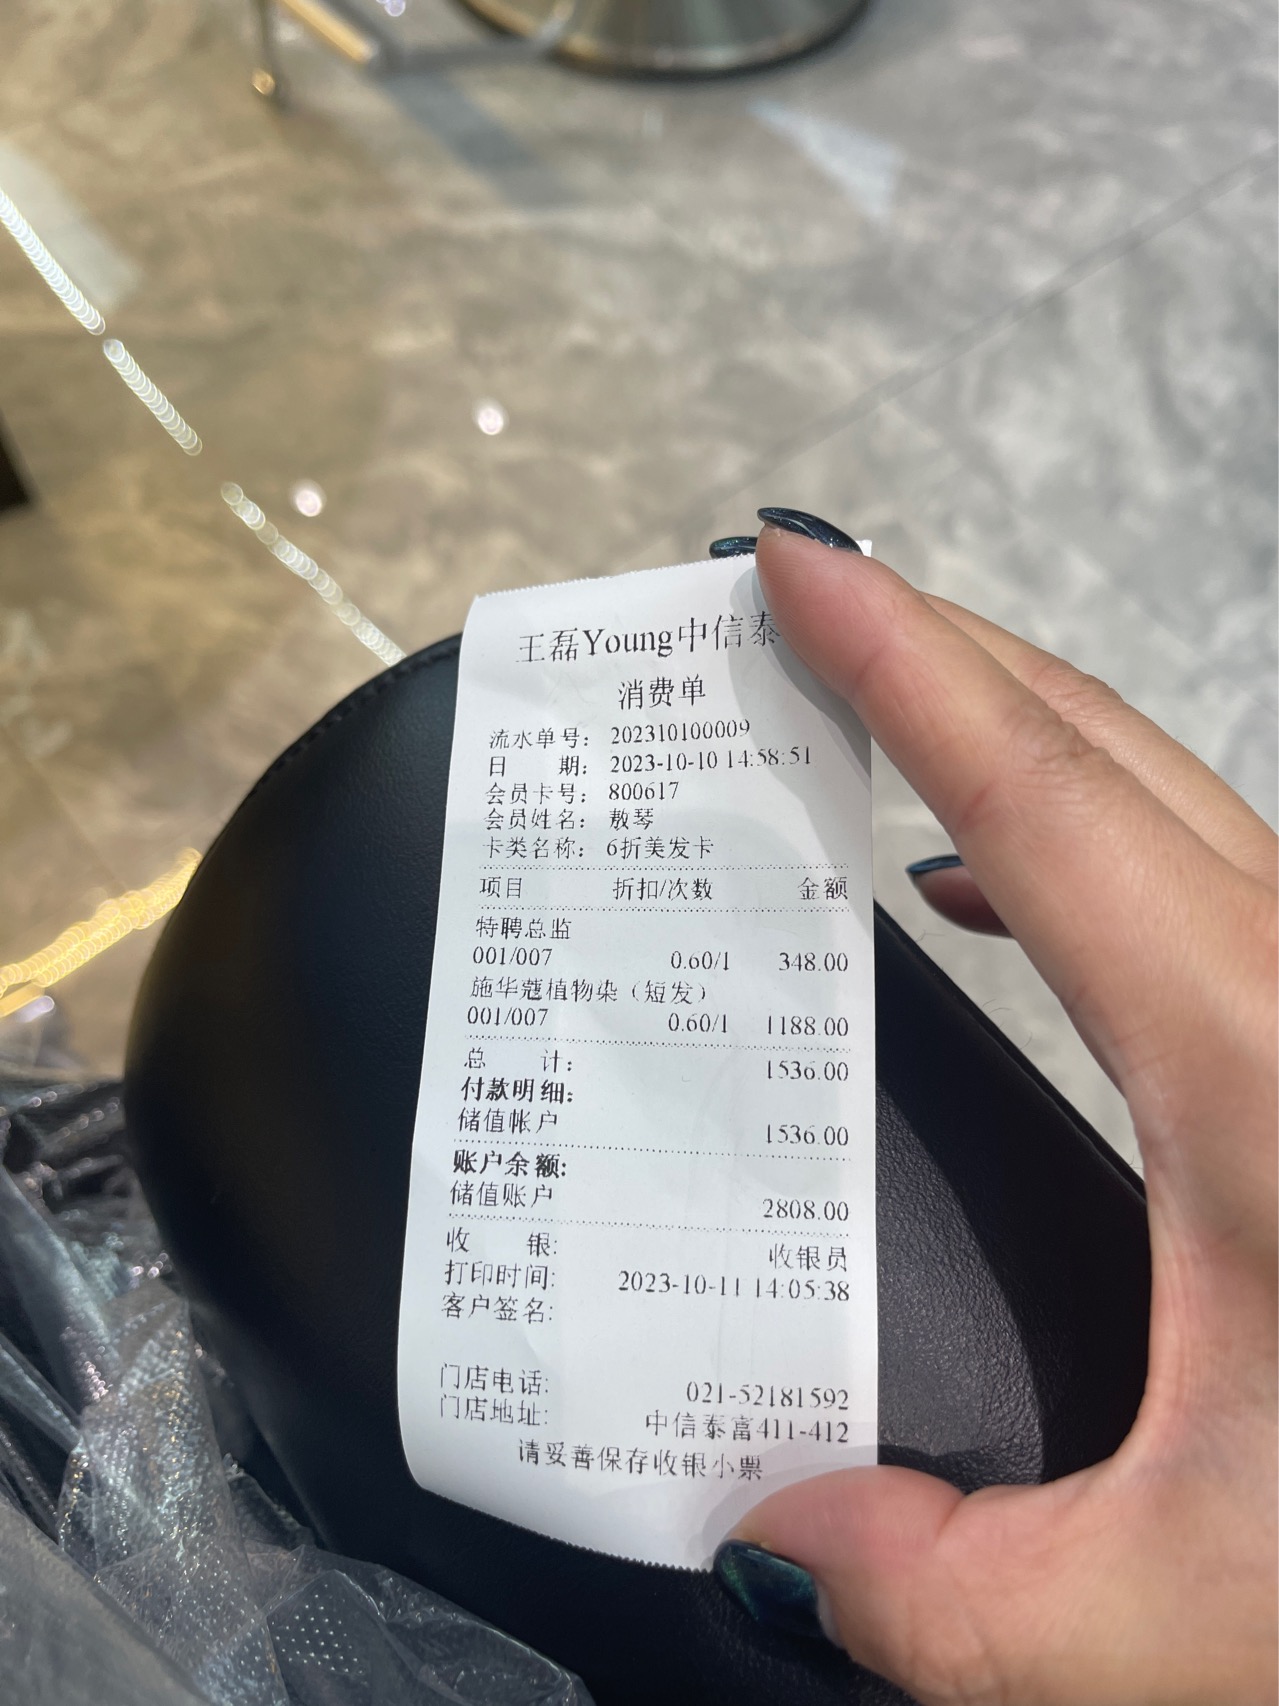 王磊Young中信泰
消费单
流水单号： 202310100009
日 期： 2023-10-10 14:58:51
会员卡号： 800617
会员姓名： 敖琴
卡类名称： 6折美发卡
项目 折扣/次数 金额
特聘总监
001/007 0.60/1 348.00
施华蔻植物染（短发）
001/007 0.60/1 1188.00
总 计： 1536.00
付款明细：
储值帐户 1536.00
账户余额:
储值账户 2808.00
收 银: 收银员
打印时间: 2023-10-11 14:05:38
客户签名:
门店电话: 021-52181592
门店地址: 中信泰富411-412
请妥善保存收银小票